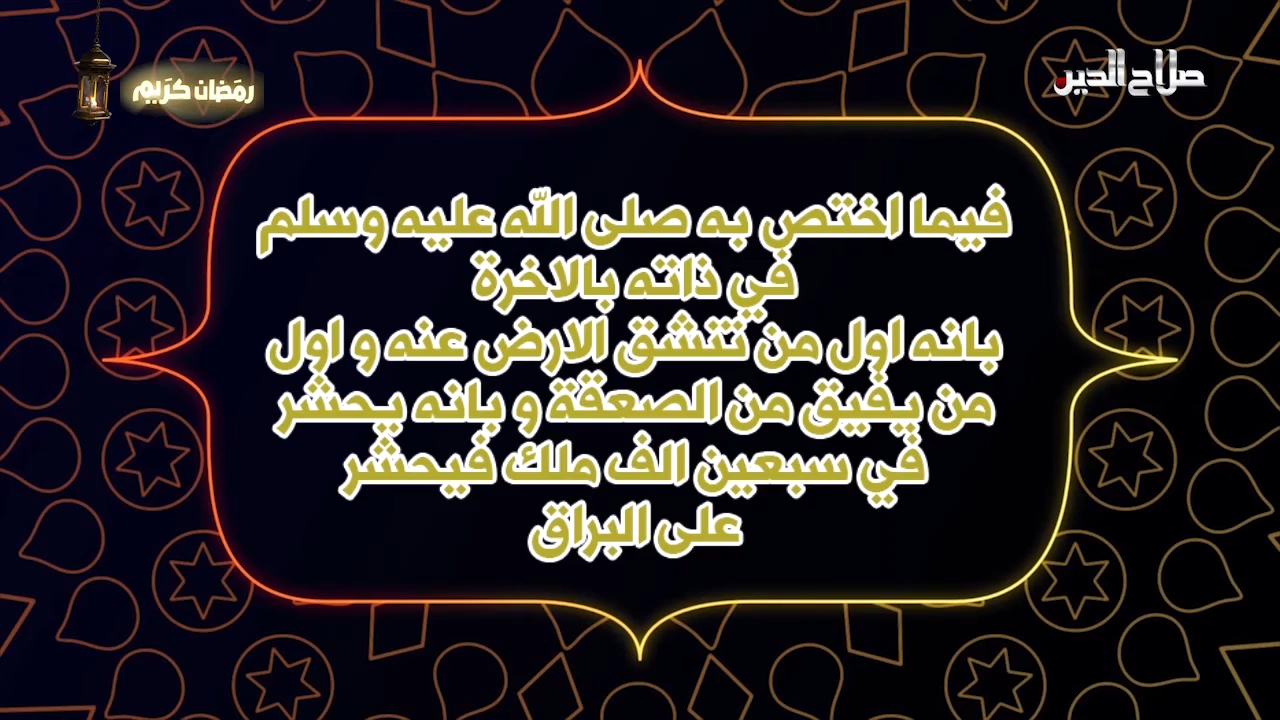 رمضان كريم
صلاح الدين
فيما اختص به صلى الله عليه وسلم
في ذاته بالاخرة
بانه اول من تنشق الارض عنه و اول
من يفيق من الصعقة و بانه يحشر
في سبعين الف ملك فيحشر
على البراق